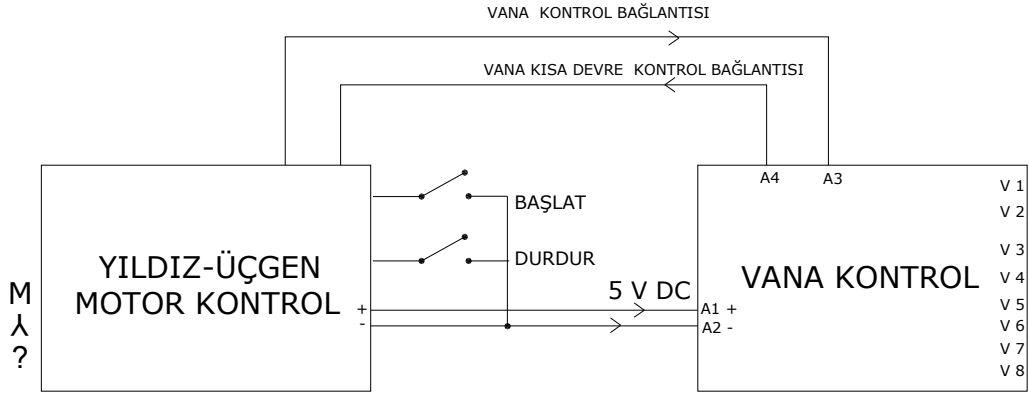 VANA KONTROL BAĞLANTISI
VANA KISA DEVRE KONTROL BAĞLANTISI
A4 A3
V 1
V 2
V 3
V 4
V 5
V 6
V 7
V 8
BAŞLAT
DURDUR
YILDIZ-ÜÇGEN
MOTOR KONTROL
+
-
5 V DC
A1 +
A2 -
VANA KONTROL
M
⅄
?